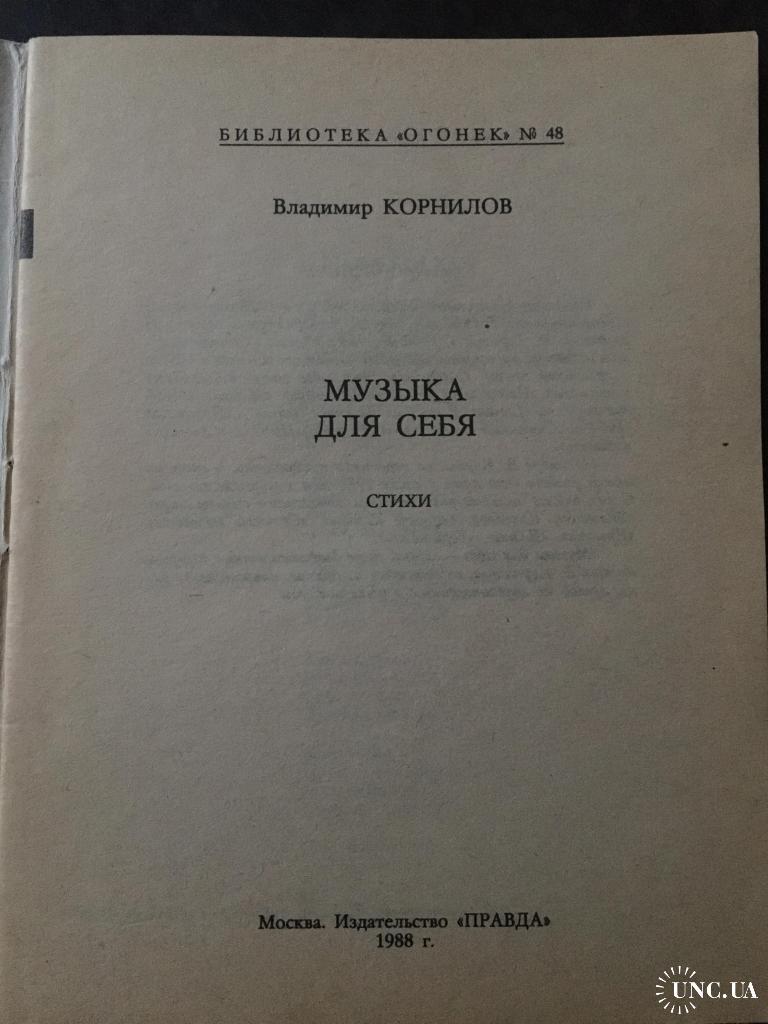 БИБЛИОТЕКА «ОГОНЕК» № 48
Владимир КОРНИЛОВ
МУЗЫКА
ДЛЯ СЕБЯ
СТИХИ
Москва. Издательство «ПРАВДА»
1988 г.
UNC.UA